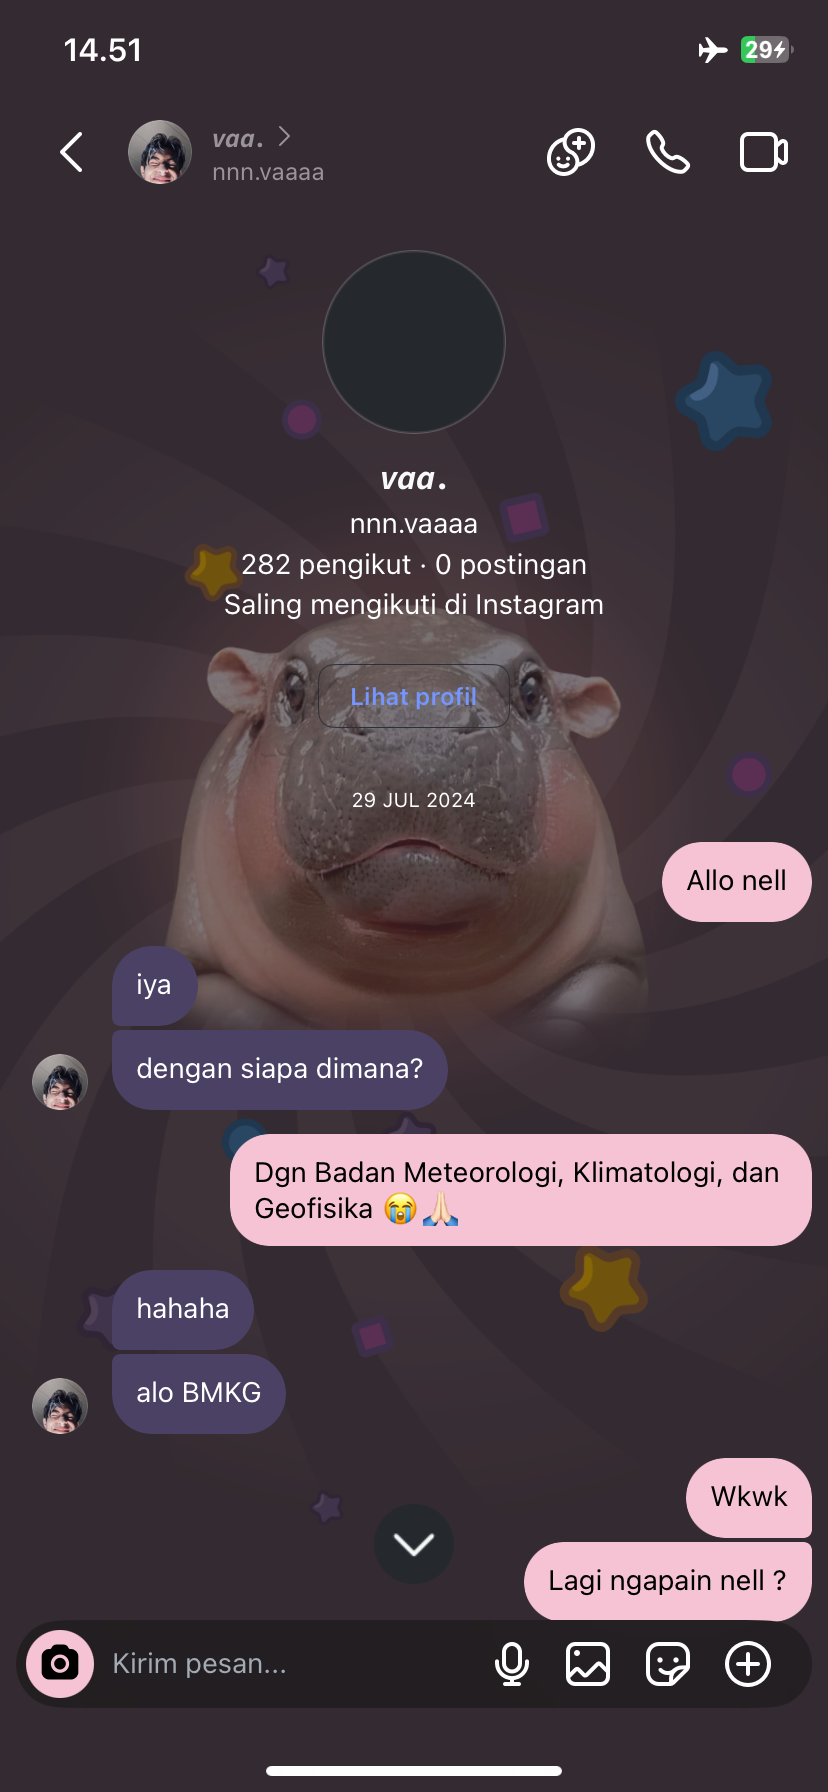 14.51
29
vaa.
nnn.vaaaa
vaa.
nnn.vaaaa
282 pengikut · 0 postingan
Saling mengikuti di Instagram
Lihat profil
29 JUL 2024
Allo nell
iya
dengan siapa dimana?
Dgn Badan Meteorologi, Klimatologi, dan
Geofisika 😭🙏🏻
hahaha
alo BMKG
Wkwk
Lagi ngapain nell ?
Kirim pesan...